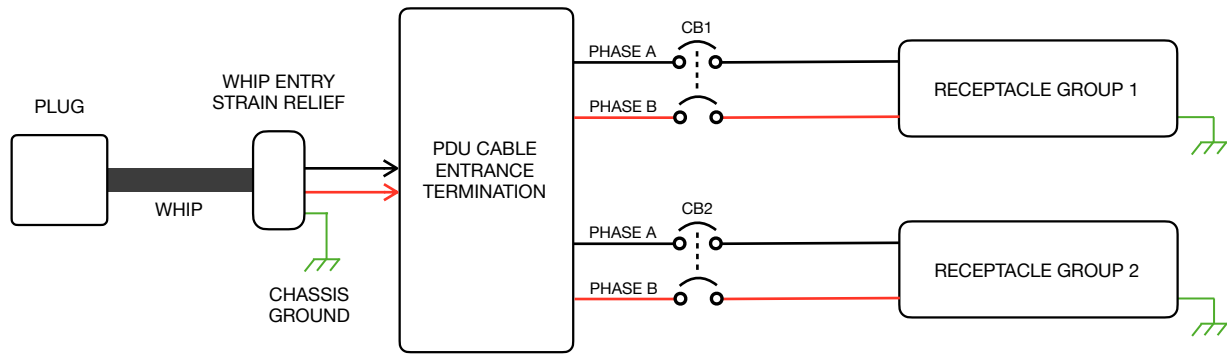 PLUG
WHIP
WHIP ENTRY
STRAIN RELIEF
CHASSIS
GROUND
PDU CABLE
ENTRANCE
TERMINATION
PHASE A
CB1
PHASE B
RECEPTACLE GROUP 1
PHASE A
CB2
PHASE B
RECEPTACLE GROUP 2